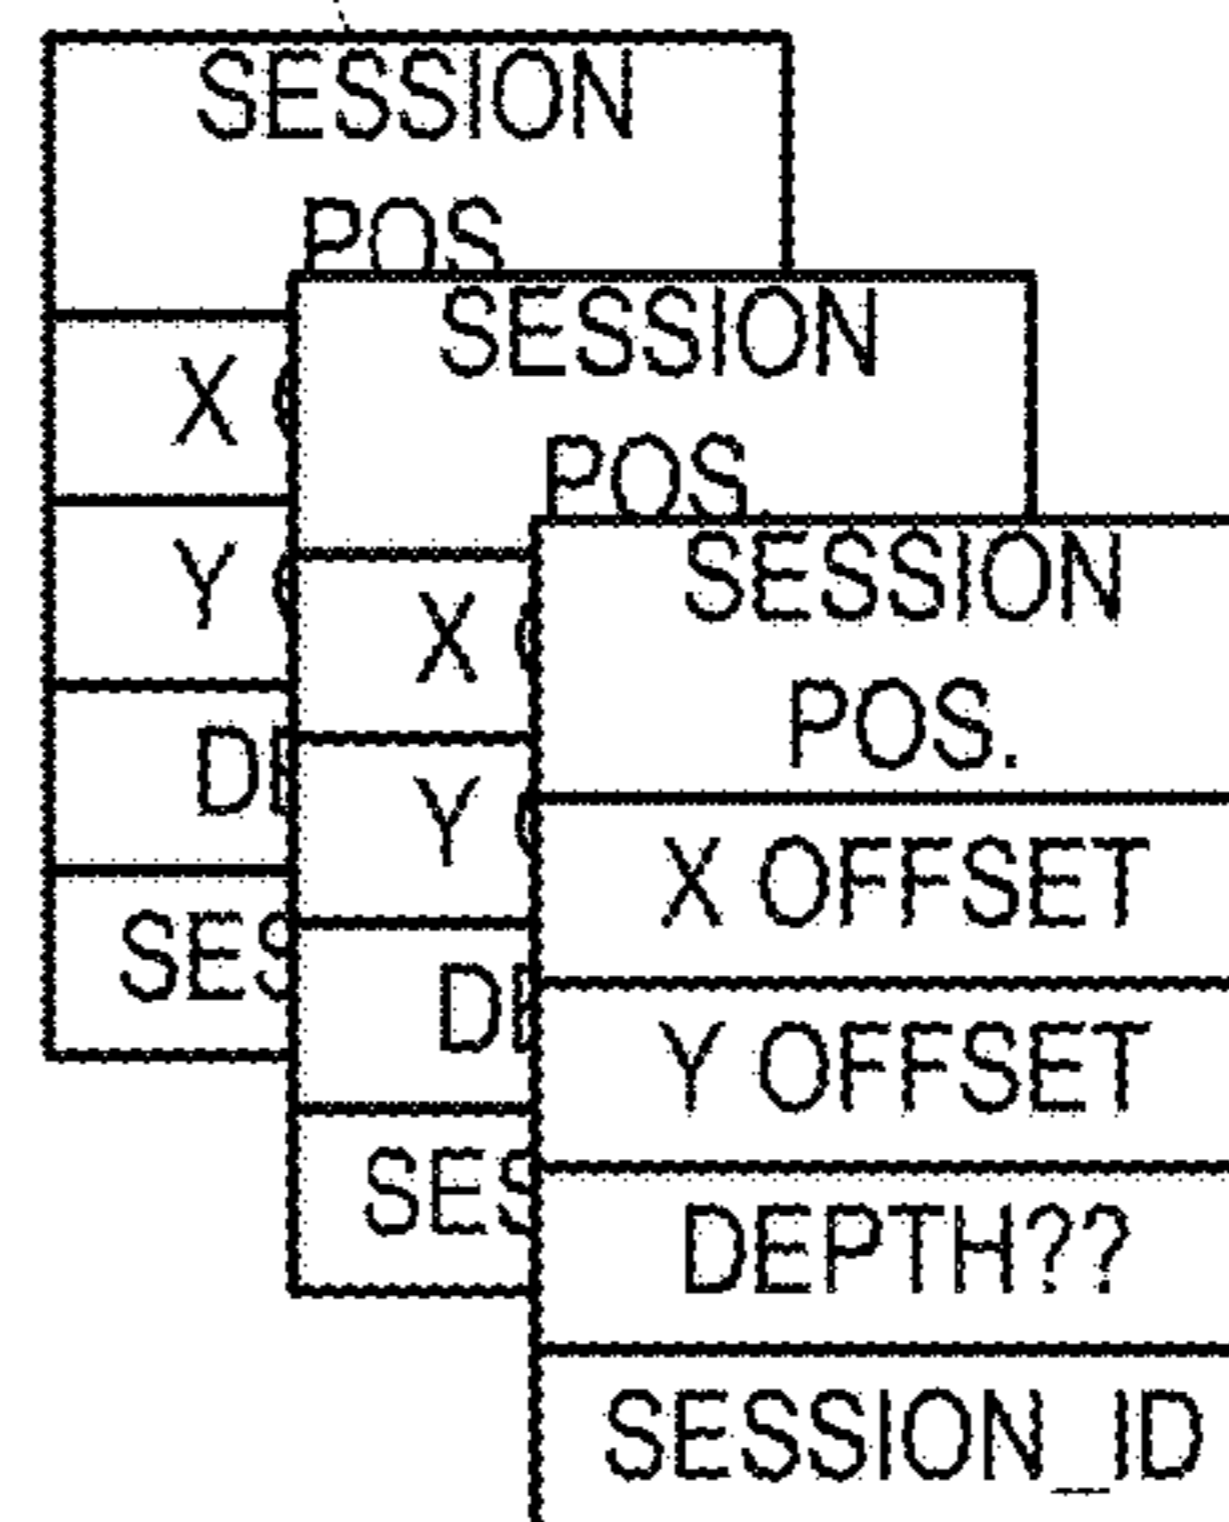 SESSION
POS
X
Y
SESSION
POS.
X
Y
SESSION
POS.
X OFFSET
Y OFFSET
DEPTH??
SESSION_ID